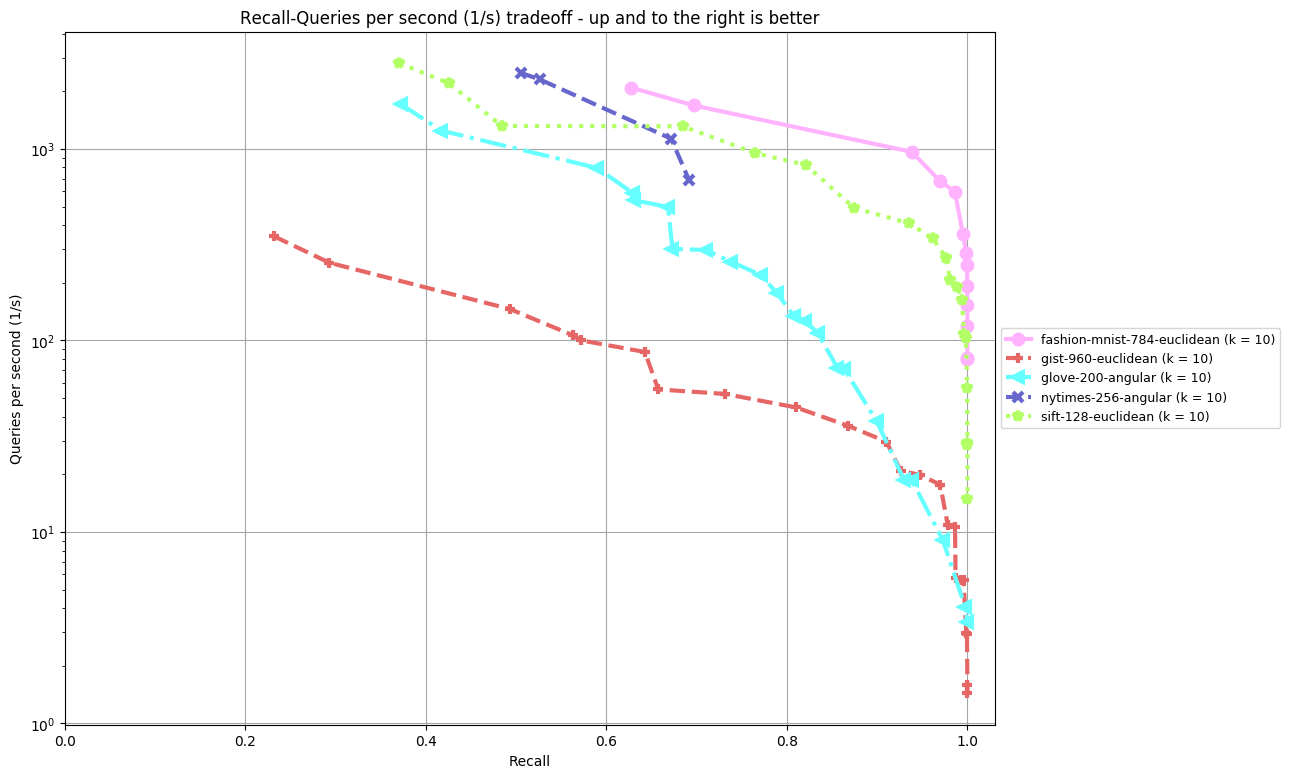 Recall-Queries per second (1/s) tradeoff - up and to the right is better
Queries per second (1/s)
10³
10²
10¹
10⁰
0.0 0.2 0.4 0.6 0.8 1.0
Recall
fashion-mnist-784-euclidean (k = 10)
gist-960-euclidean (k = 10)
glove-200-angular (k = 10)
nytimes-256-angular (k = 10)
sift-128-euclidean (k = 10)